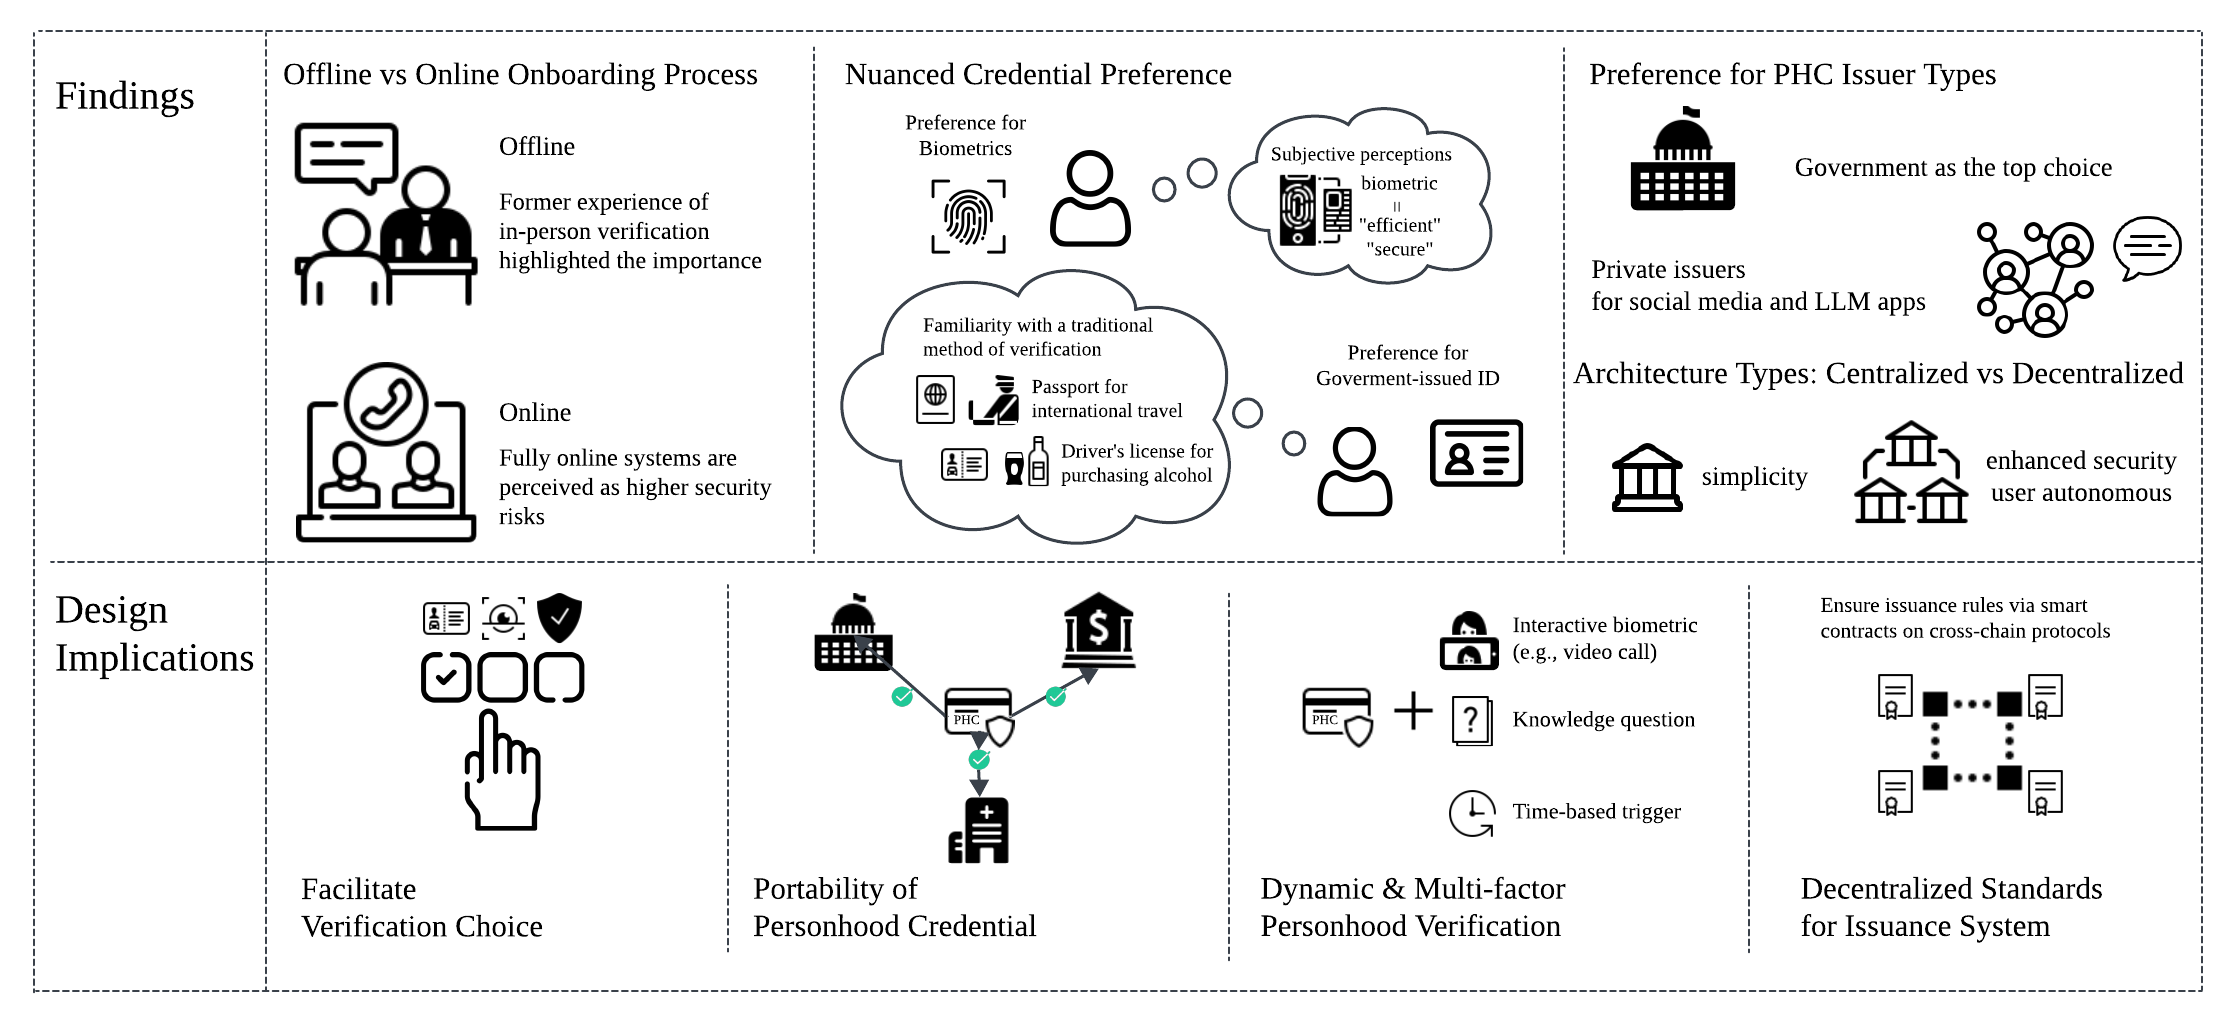 Findings
Offline vs Online Onboarding Process
Offline
Former experience of
in-person verification
highlighted the importance
Online
Fully online systems are
perceived as higher security
risks
Nuanced Credential Preference
Preference for
Biometrics
Subjective perceptions
biometric
=
"efficient"
"secure"
Familiarity with a traditional
method of verification
Passport for
international travel
Driver's license for
purchasing alcohol
Preference for
Goverment-issued ID
Preference for PHC Issuer Types
Government as the top choice
Private issuers
for social media and LLM apps
Architecture Types: Centralized vs Decentralized
simplicity
enhanced security
user autonomous
Design
Implications
Facilitate
Verification Choice
$
PHC
Portability of
Personhood Credential
PHC
Interactive biometric
(e.g., video call)
?
Knowledge question
Time-based trigger
Dynamic & Multi-factor
Personhood Verification
Ensure issuance rules via smart
contracts on cross-chain protocols
Decentralized Standards
for Issuance System